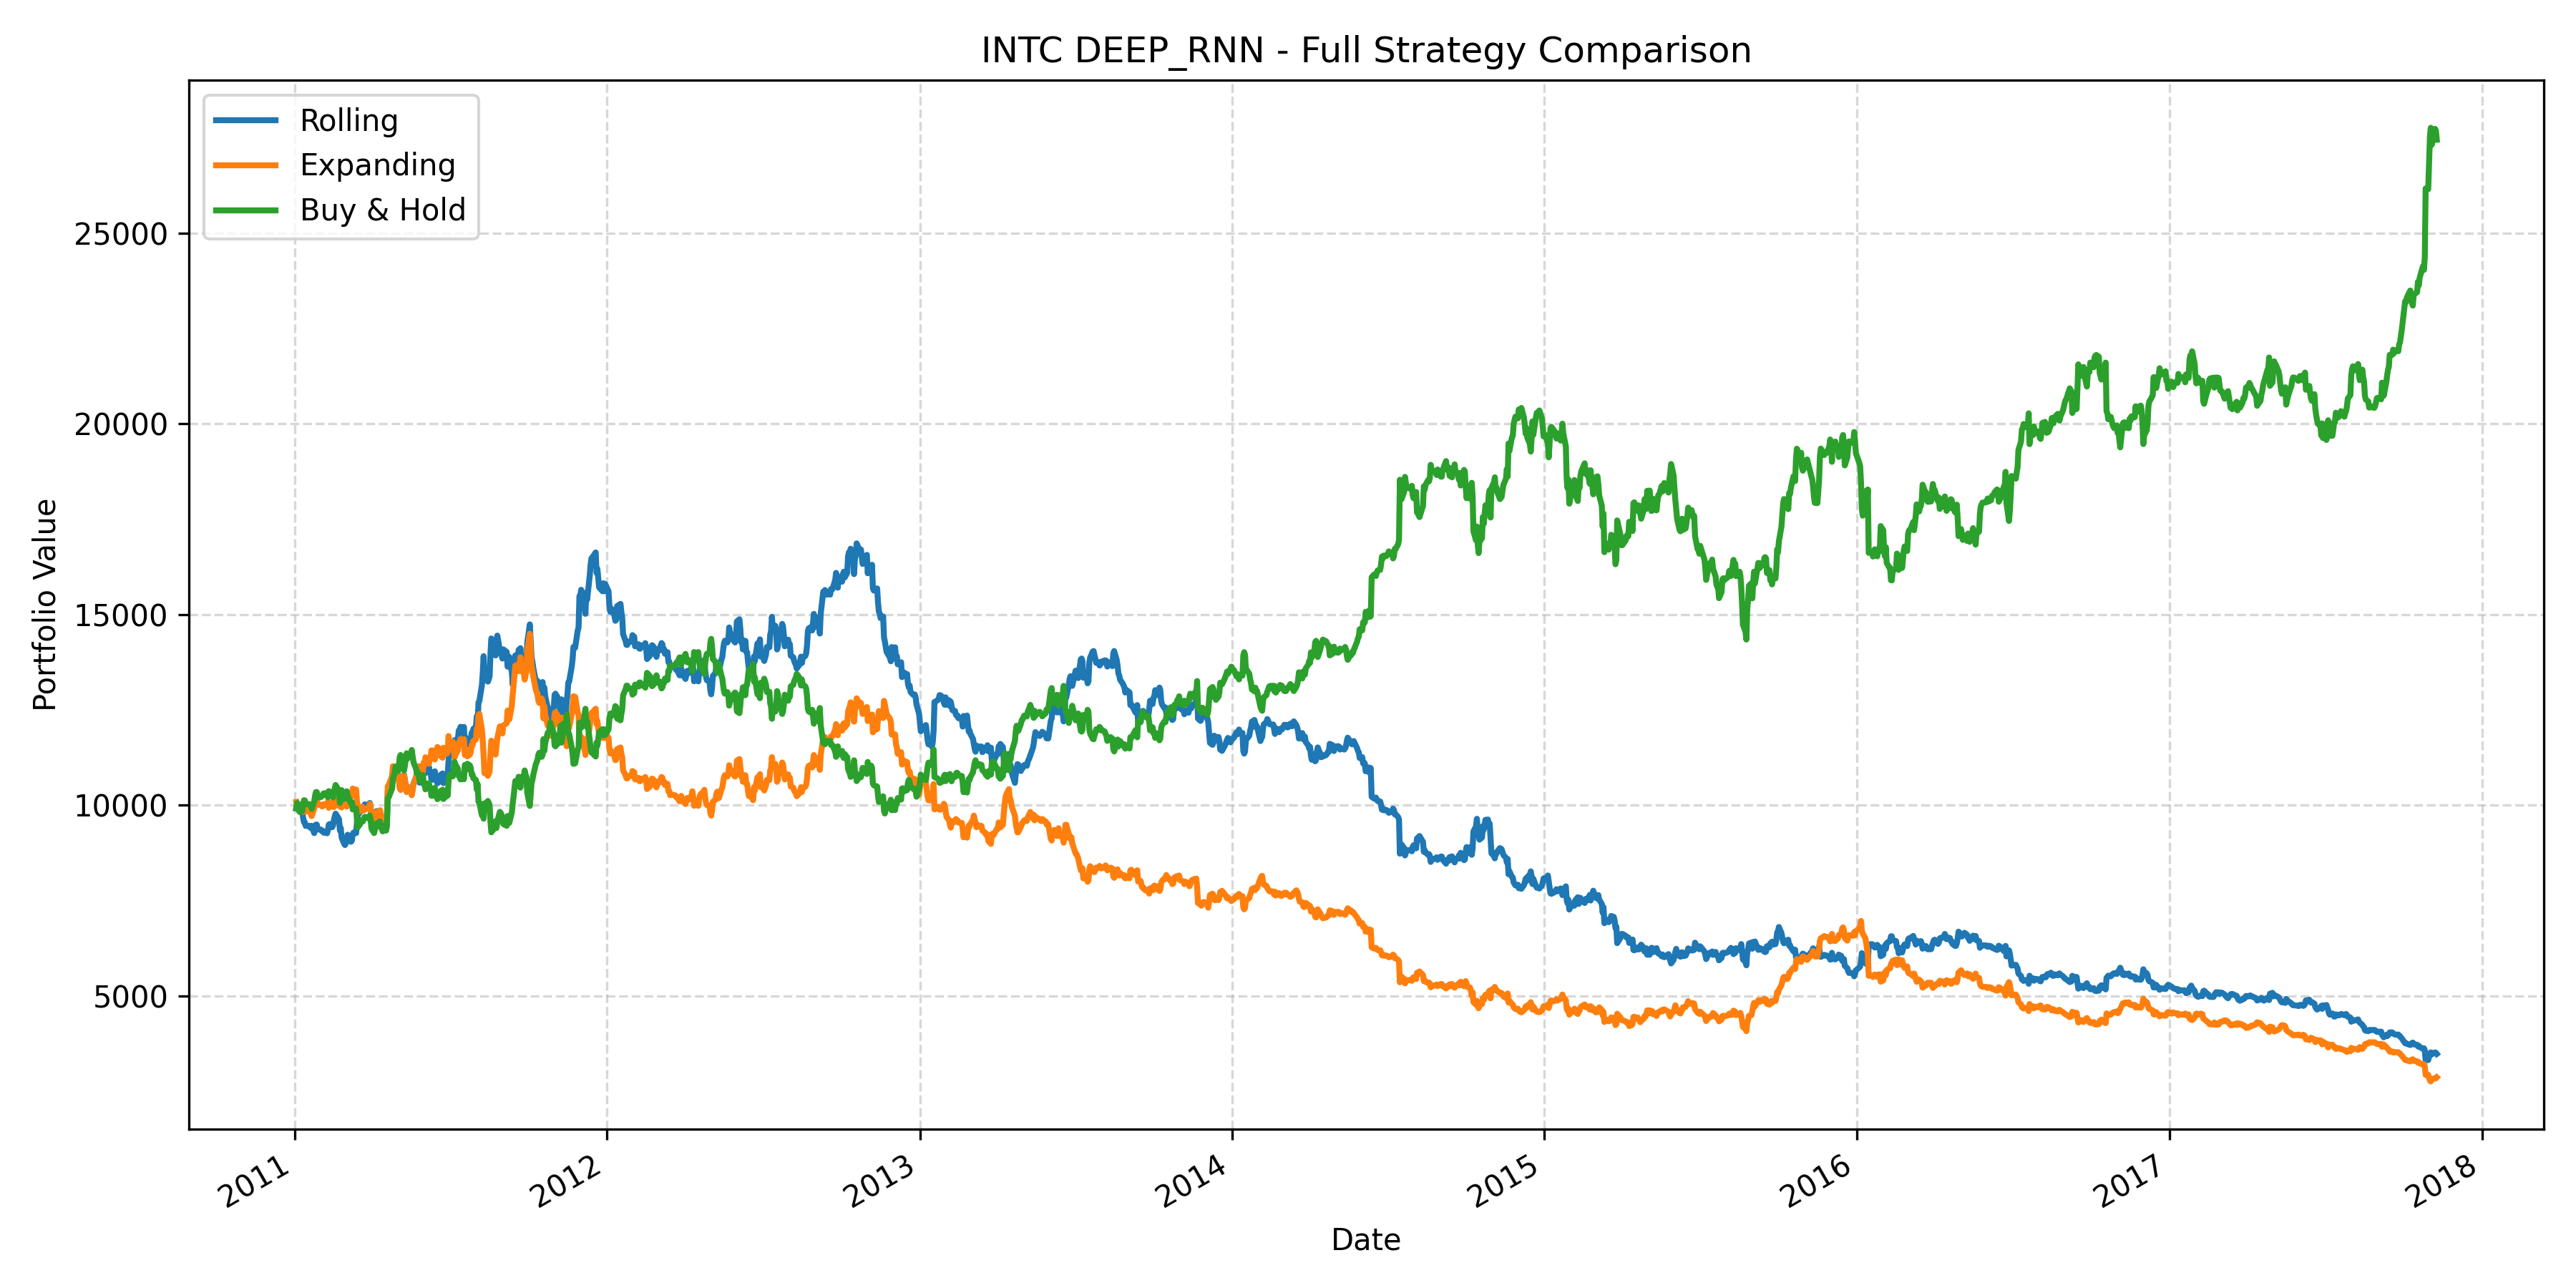 INTC DEEP_RNN - Full Strategy Comparison
Rolling
Expanding
Buy & Hold
Portfolio Value
25000
20000
15000
10000
5000
2011
2012
2013
2014
2015
2016
2017
2018
Date